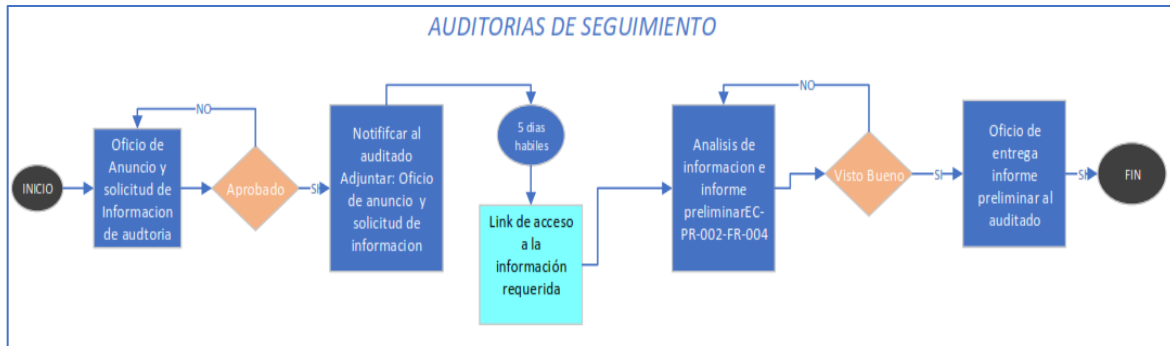 AUDITORIAS DE SEGUIMIENTO
INICIO
Oficio de
Anuncio y
solicitud de
Informacion
de audtoria
NO
Aprobado
SI
Notififcar al
auditado
Adjuntar: Oficio
de anuncio y
solicitud de
informacion
5 dias
habiles
Link de acceso
a la
información
requerida
Analisis de
informacion e
informe
preliminarEC-
PR-002-FR-004
NO
Visto Bueno
SI
Oficio de
entrega
informe
preliminar al
auditado
SI
FIN